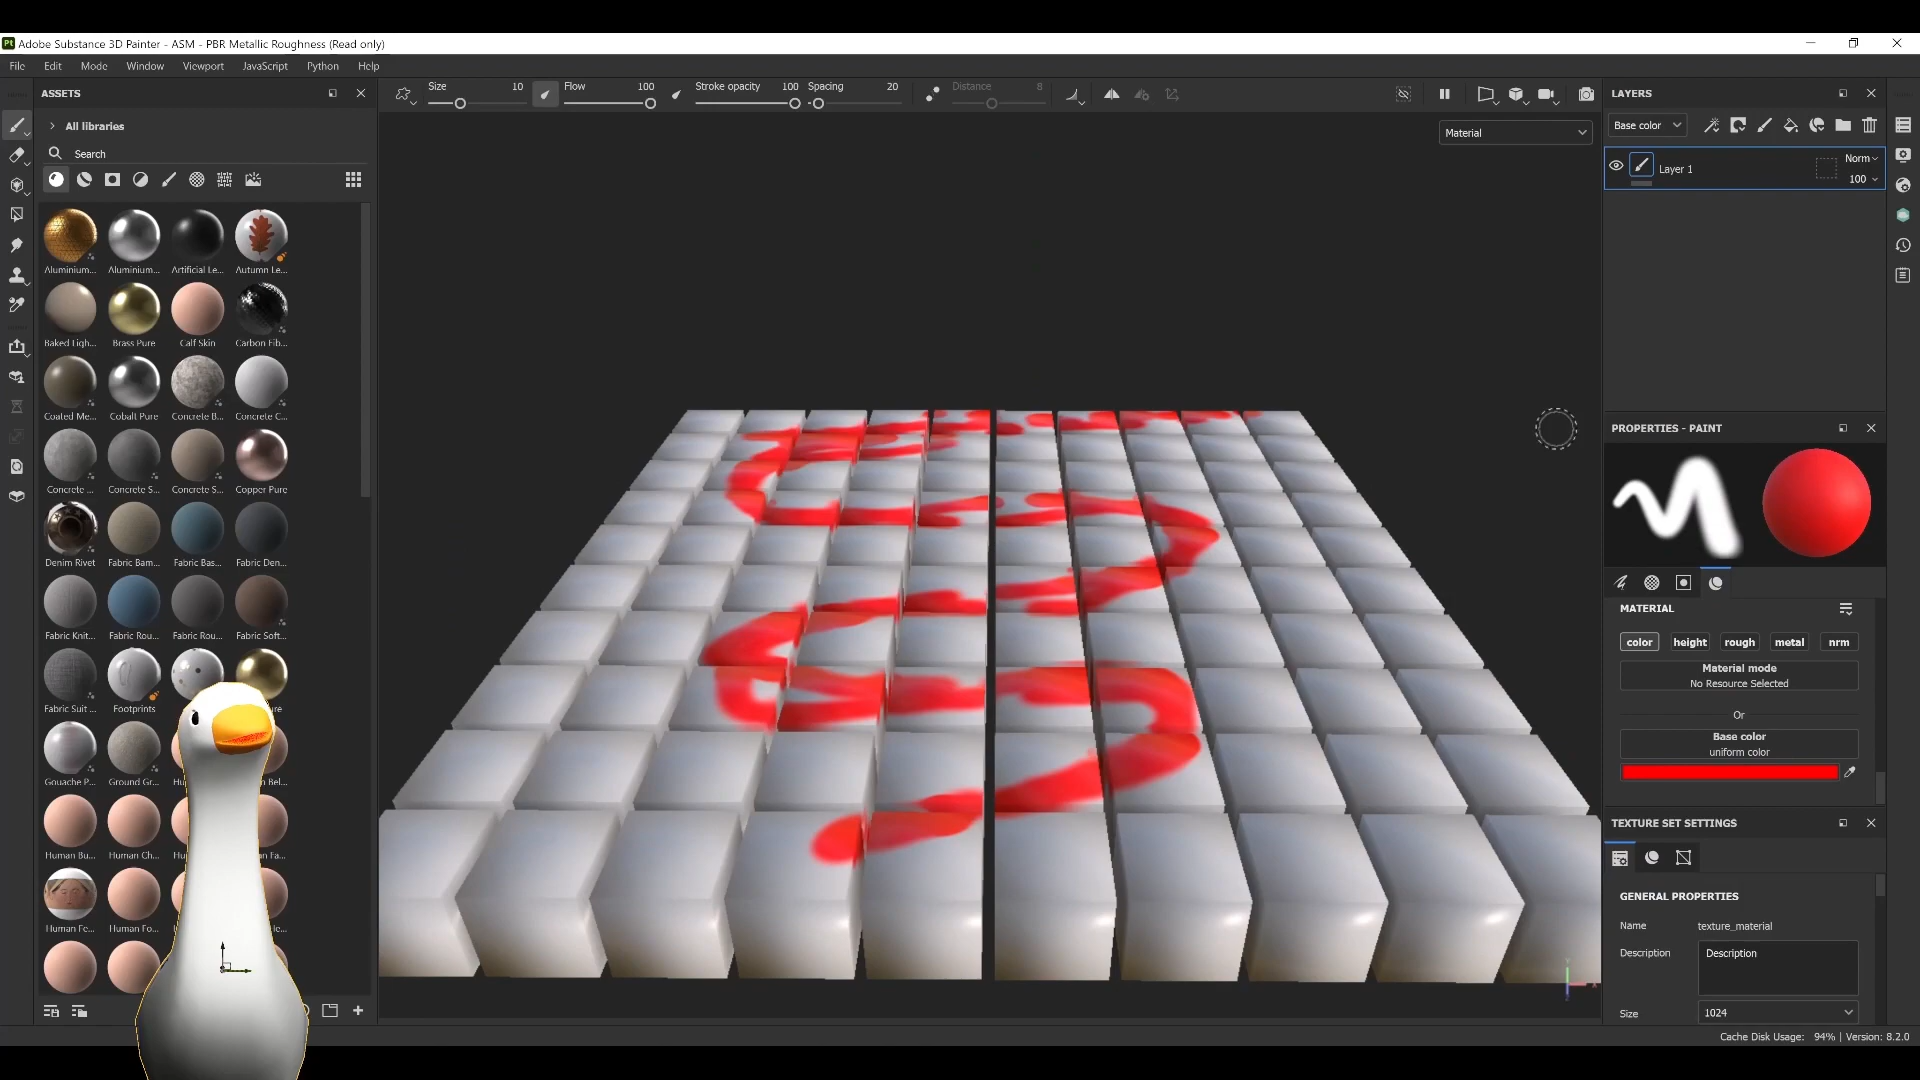 Adobe Substance 3D Painter - ASM - PBR Metallic Roughness (Read only)
File Edit Mode Window Viewport JavaScript Python Help
ASSETS
Size 10 Flow 100 Stroke opacity 100 Spacing 20 Distance 8
LAYERS
All libraries
Search
Material
Base color
Layer 1 Norm
100
Aluminium... Aluminium... Artificial Le... Autumn Le...
Baked Ligh... Brass Pure Calf Skin Carbon Fib...
Coated Me... Cobalt Pure Concrete B... Concrete C...
Concrete ... Concrete S... Concrete S... Copper Pure
Denim Rivet Fabric Bam... Fabric Bas... Fabric Den...
Fabric Knit... Fabric Rou... Fabric Rou... Fabric Soft...
Fabric Suit ... Footprints
Gouache P... Ground Gr...
Human Bu... Human Ch...
Human Fe... Human Fo...
PROPERTIES - PAINT
MATERIAL
color height rough metal nrm
Material mode
No Resource Selected
Or
Base color
uniform color
TEXTURE SET SETTINGS
GENERAL PROPERTIES
Name texture_material
Description Description
Size 1024
Cache Disk Usage: 94% | Version: 8.2.0